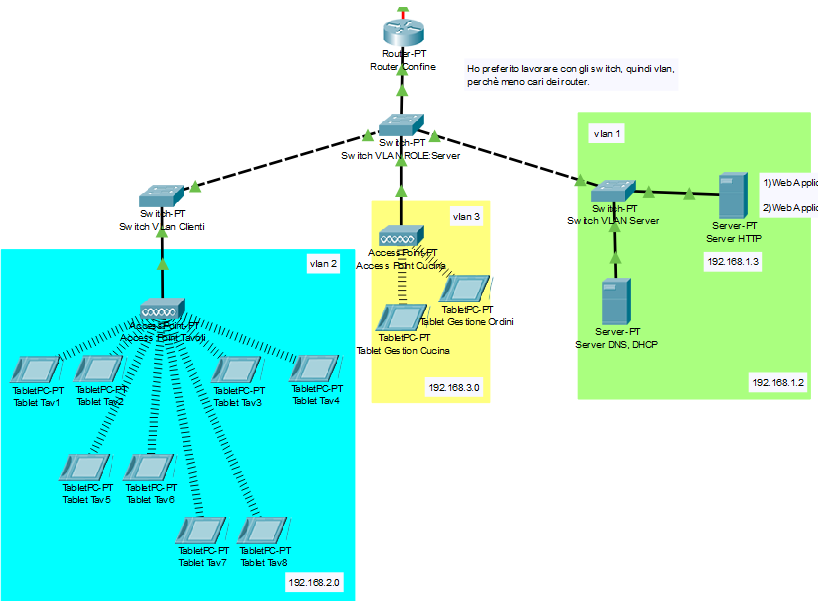 Router-PT
Router Confine
Ho preferito lavorare con gli switch, quindi vlan,
perchè meno cari dei router.
Switch-PT
Switch VLAN ROLE:Server
vlan 1
1)Web Applic
2)Web Applic
Switch-PT
Switch VLAN Server
Server-PT
Server HTTP
192.168.1.3
Server-PT
Server DNS, DHCP
192.168.1.2
Switch-PT
Switch VLan Clienti
vlan 3
AccessPoint-PT
Access Point Cucina
TabletPC-PT
Tablet Gestione Ordini
TabletPC-PT
Tablet Gestion Cucina
192.168.3.0
vlan 2
AccessPoint-PT
Access Point Tavoli
TabletPC-PT
Tablet Tav1
TabletPC-PT
Tablet Tav2
TabletPC-PT
Tablet Tav3
TabletPC-PT
Tablet Tav4
TabletPC-PT
Tablet Tav5
TabletPC-PT
Tablet Tav6
TabletPC-PT
Tablet Tav7
TabletPC-PT
Tablet Tav8
192.168.2.0